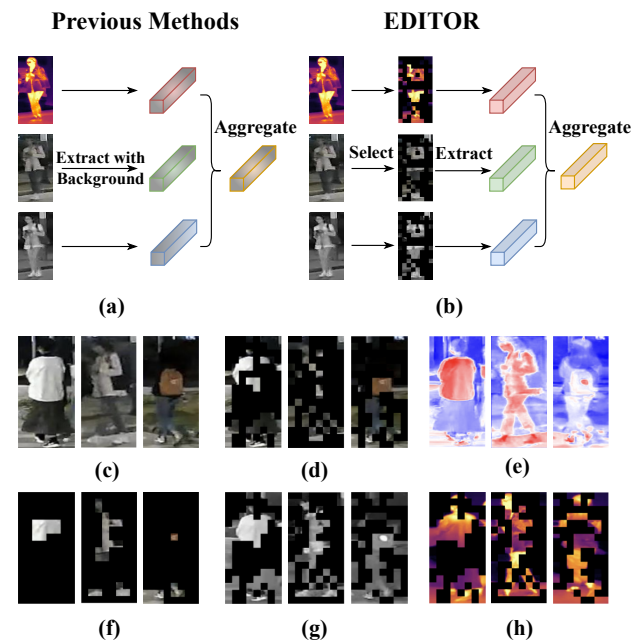 Previous Methods
EDITOR
Extract with
Background
Aggregate
Select
Extract
Aggregate
(a)
(b)
(c)
(d)
(e)
(f)
(g)
(h)